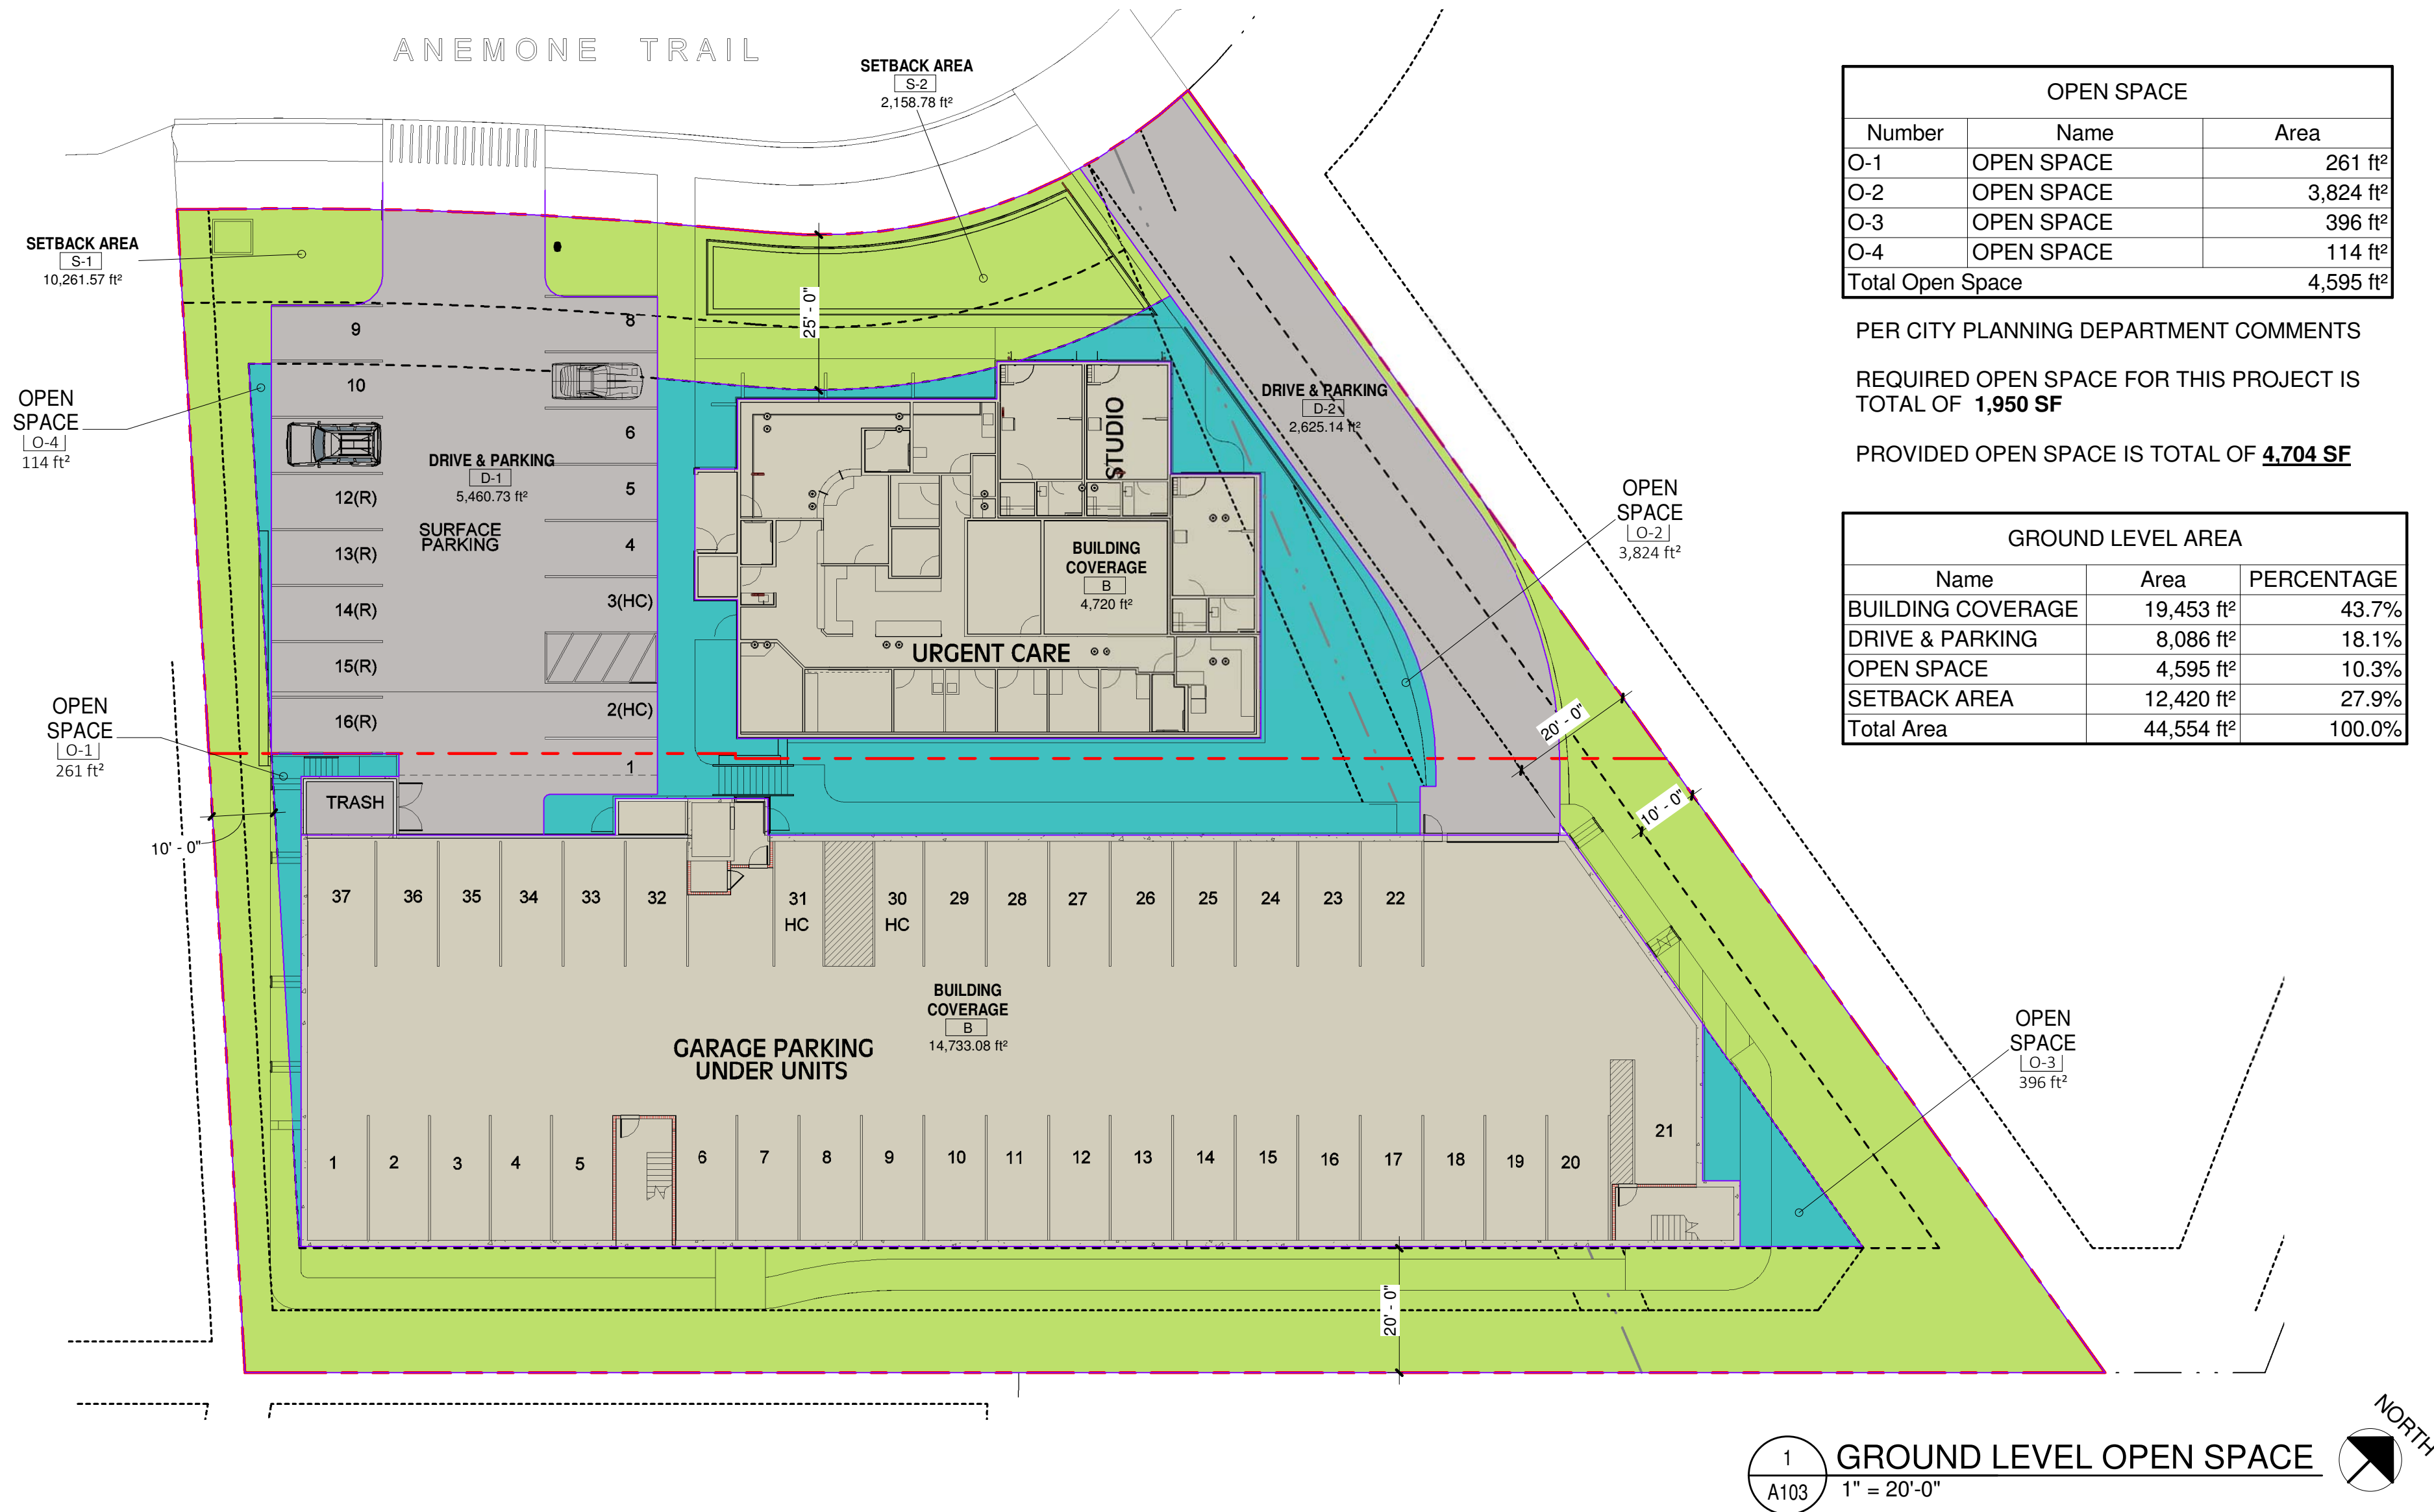 ANEMONE TRAIL
SETBACK AREA
S-2
2,158.78 ft²
SETBACK AREA
S-1
10,261.57 ft²
OPEN
SPACE
O-4
114 ft²
OPEN
SPACE
O-1
261 ft²
25' - 0"
9
8
10
6
12(R)
5
13(R)
4
14(R)
3(HC)
15(R)
16(R)
2(HC)
1
DRIVE & PARKING
D-1
5,460.73 ft²
SURFACE
PARKING
STUDIO
BUILDING
COVERAGE
B
4,720 ft²
URGENT CARE
DRIVE & PARKING
D-2
2,625.14 ft²
OPEN
SPACE
O-2
3,824 ft²
20' - 0"
10' - 0"
TRASH
10' - 0"
37
36
35
34
33
32
31
HC
30
HC
29
28
27
26
25
24
23
22
BUILDING
COVERAGE
B
14,733.08 ft²
GARAGE PARKING
UNDER UNITS
1
2
3
4
5
6
7
8
9
10
11
12
13
14
15
16
17
18
19
20
21
OPEN
SPACE
O-3
396 ft²
20' - 0"
OPEN SPACE
Number Name Area
O-1 OPEN SPACE 261 ft²
O-2 OPEN SPACE 3,824 ft²
O-3 OPEN SPACE 396 ft²
O-4 OPEN SPACE 114 ft²
Total Open Space 4,595 ft²
PER CITY PLANNING DEPARTMENT COMMENTS
REQUIRED OPEN SPACE FOR THIS PROJECT IS
TOTAL OF 1,950 SF
PROVIDED OPEN SPACE IS TOTAL OF 4,704 SF
GROUND LEVEL AREA
Name Area PERCENTAGE
BUILDING COVERAGE 19,453 ft² 43.7%
DRIVE & PARKING 8,086 ft² 18.1%
OPEN SPACE 4,595 ft² 10.3%
SETBACK AREA 12,420 ft² 27.9%
Total Area 44,554 ft² 100.0%
1
A103
GROUND LEVEL OPEN SPACE
1" = 20'-0"
NORTH